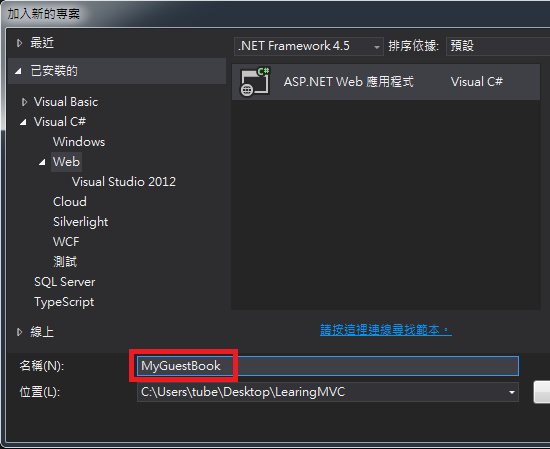 加入新的專案
最近
.NET Framework 4.5 排序依據: 預設
已安裝的
ASP.NET Web 應用程式 Visual C#
Visual Basic
Visual C#
Windows
Web
Visual Studio 2012
Cloud
Silverlight
WCF
測試
SQL Server
TypeScript
線上
請按這裡連線尋找範本。
名稱(N): MyGuestBook
位置(L): C:\Users\tube\Desktop\LearingMVC